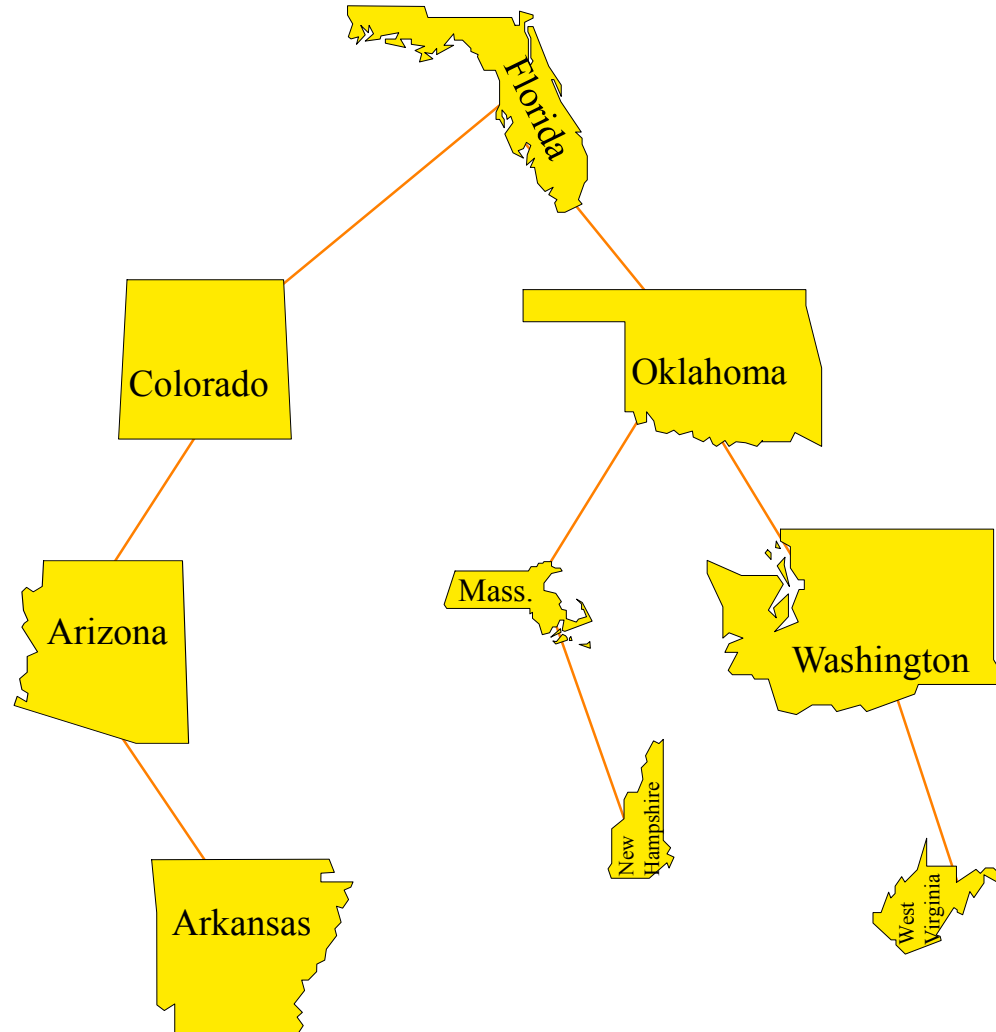 Florida
Colorado
Oklahoma
Mass.
Arizona
Washington
New
Hampshire
West
Virginia
Arkansas